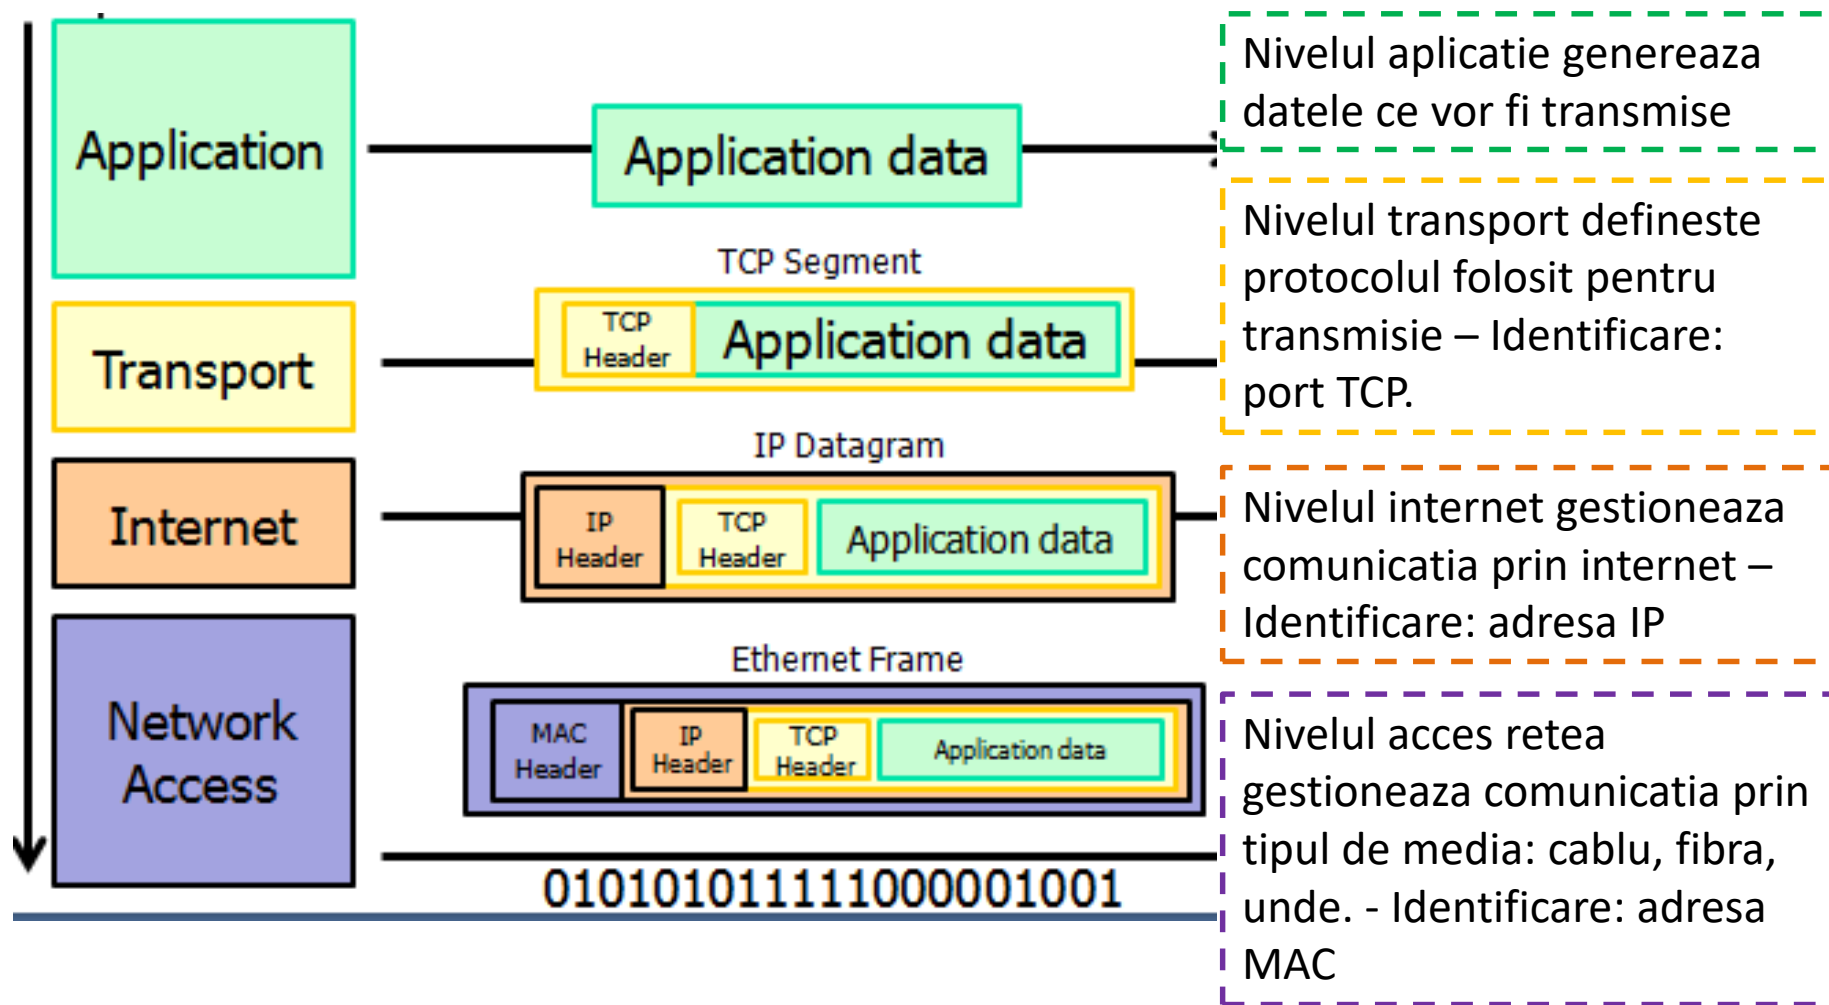 Application
Application data
Nivelul aplicatie genereaza
datele ce vor fi transmise
Transport
TCP Segment
TCP
Header
Application data
Nivelul transport defineste
protocolul folosit pentru
transmisie – Identificare:
port TCP.
Internet
IP Datagram
IP
Header
TCP
Header
Application data
Nivelul internet gestioneaza
comunicatia prin internet –
Identificare: adresa IP
Network
Access
Ethernet Frame
MAC
Header
IP
Header
TCP
Header
Application data
01010101111100001001
Nivelul acces retea
gestioneaza comunicatia prin
tipul de media: cablu, fibra,
unde. - Identificare: adresa
MAC